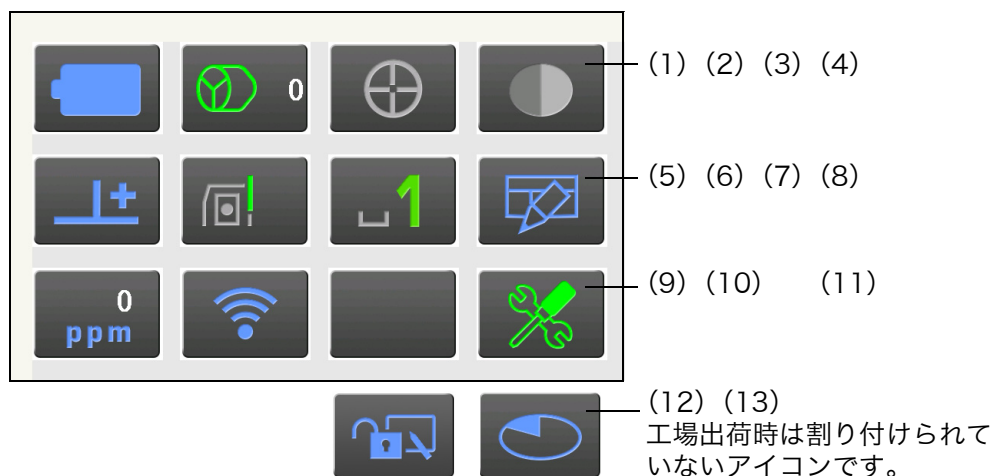 0
(1) (2) (3) (4)
1
(5) (6) (7) (8)
0
ppm
(9) (10) (11)
(12) (13)
工場出荷時は割り付けられて
いないアイコンです。